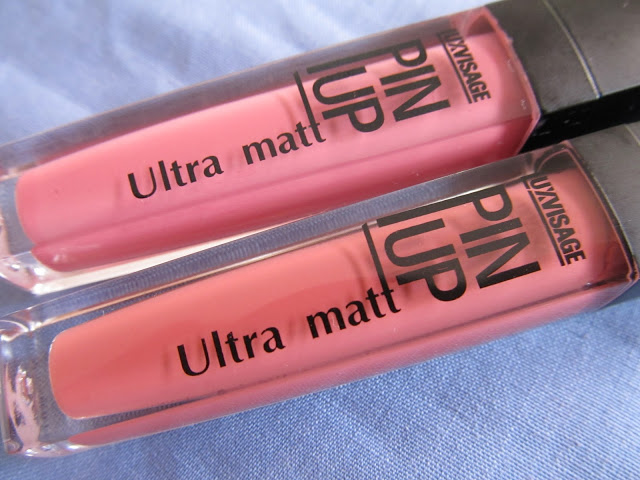 LUXVISAGE
PIN
UP
Ultra matt
LUXVISAGE
PIN
UP
Ultra matt